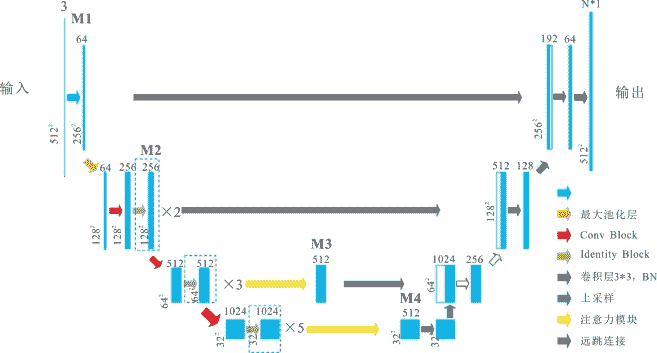 3
N*1
M1
64
192 64
输入
输出
512²
256²
256²
512²
M2
64 256 256
512 128
×2
128² 128² 128²
128²
M3
512 512
512
1024 256
×3
64² 64²
64²
M4
1024 1024
512
×5
32² 32²
32² 32²
最大池化层
Conv Block
Identity Block
卷积层3*3，BN
上采样
注意力模块
远跳连接